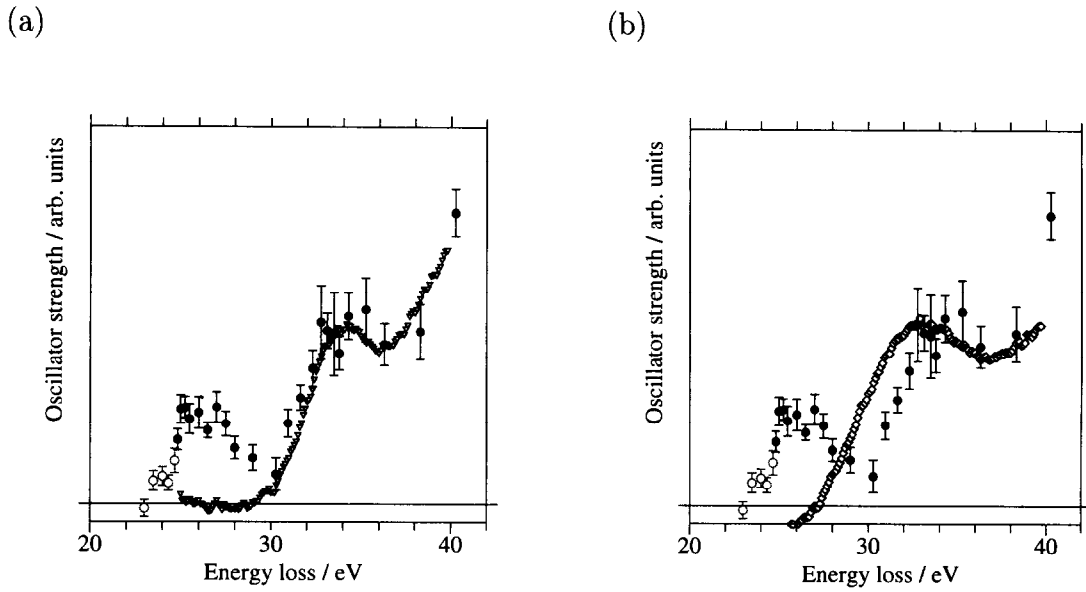 (a)
(b)
Oscillator strength / arb. units
20 30 40
Energy loss / eV
Oscillator strength / arb. units
20 30 40
Energy loss / eV